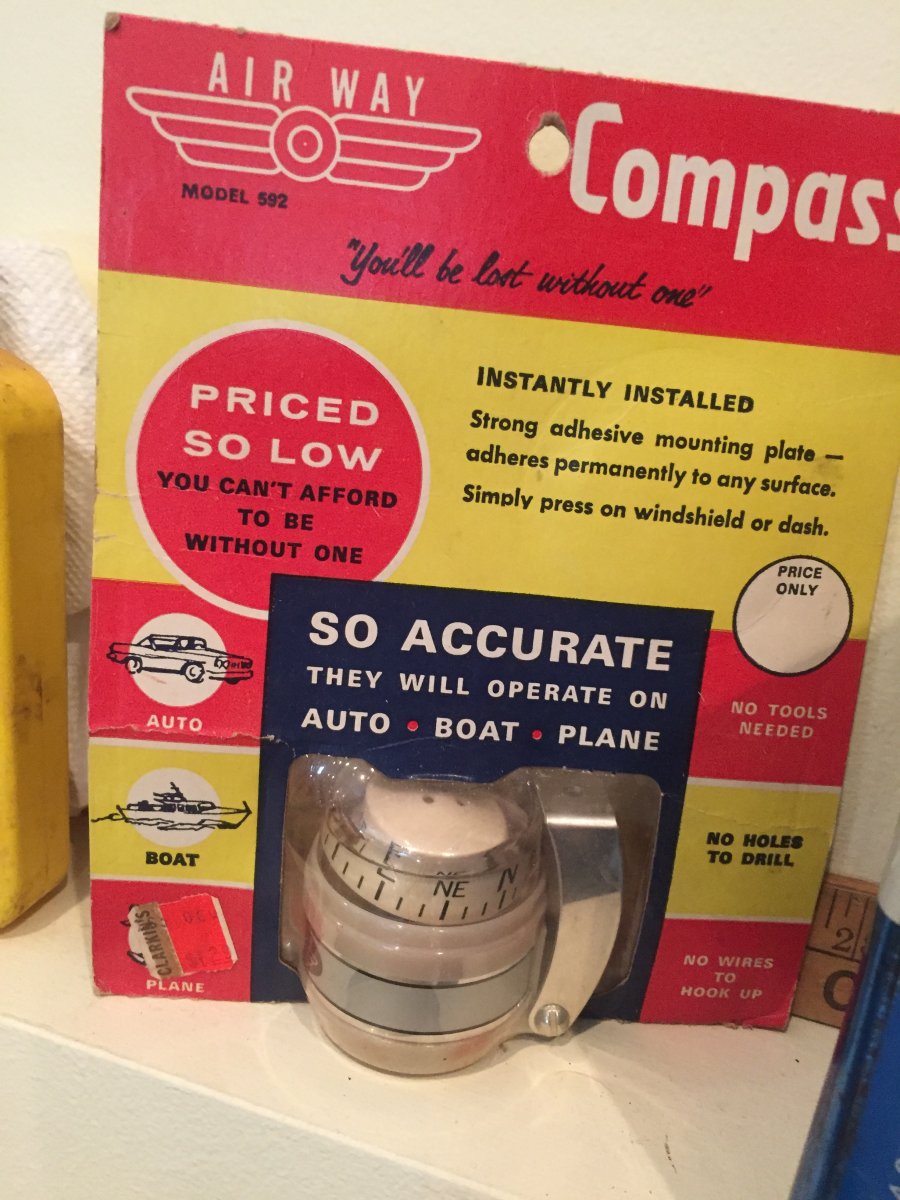 AIR WAY
MODEL 592
Compass
"You'll be lost without one"
PRICED
SO LOW
YOU CAN'T AFFORD
TO BE
WITHOUT ONE
INSTANTLY INSTALLED
Strong adhesive mounting plate —
adheres permanently to any surface.
Simply press on windshield or dash.
PRICE
ONLY
SO ACCURATE
THEY WILL OPERATE ON
AUTO • BOAT • PLANE
AUTO
BOAT
PLANE
CLARKIN'S
NO TOOLS
NEEDED
NO HOLES
TO DRILL
NO WIRES
TO
HOOK UP
E
NE
N
2